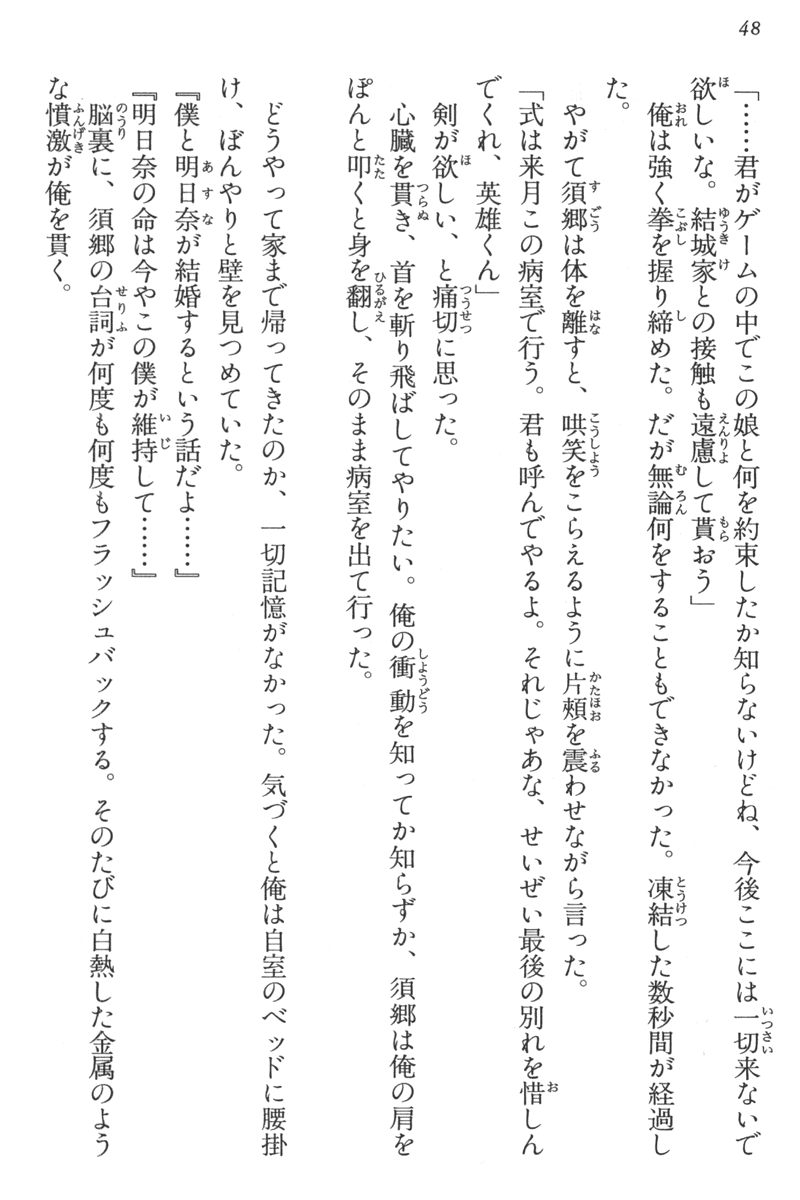 48
「……君がゲームの中でこの娘と何を約束したか知らないけどね、今後ここには一切来ないで
欲しいな。結城家との接触も遠慮して貰おう」
俺は強く拳を握り締めた。だが無論何をすることもできなかった。凍結した数秒間が経過し
た。
やがて須郷は体を離すと、哄笑をこらえるように片頬を震わせながら言った。
「式は来月この病室で行う。君も呼んでやるよ。それじゃあな、せいぜい最後の別れを惜しん
でくれ、英雄くん」
剣が欲しい、と痛切に思った。
心臓を貫き、首を斬り飛ばしてやりたい。俺の衝動を知ってか知らずか、須郷は俺の肩を
ぽんと叩くと身を翻し、そのまま病室を出て行った。
どうやって家まで帰ってきたのか、一切記憶がなかった。気づくと俺は自室のベッドに腰掛
け、ぼんやりと壁を見つめていた。
『僕と明日奈が結婚するという話だよ……』
『明日奈の命は今やこの僕が維持して……』
脳裏に、須郷の台詞が何度も何度もフラッシュバックする。そのたびに白熱した金属のよう
な憤激が俺を貫く。